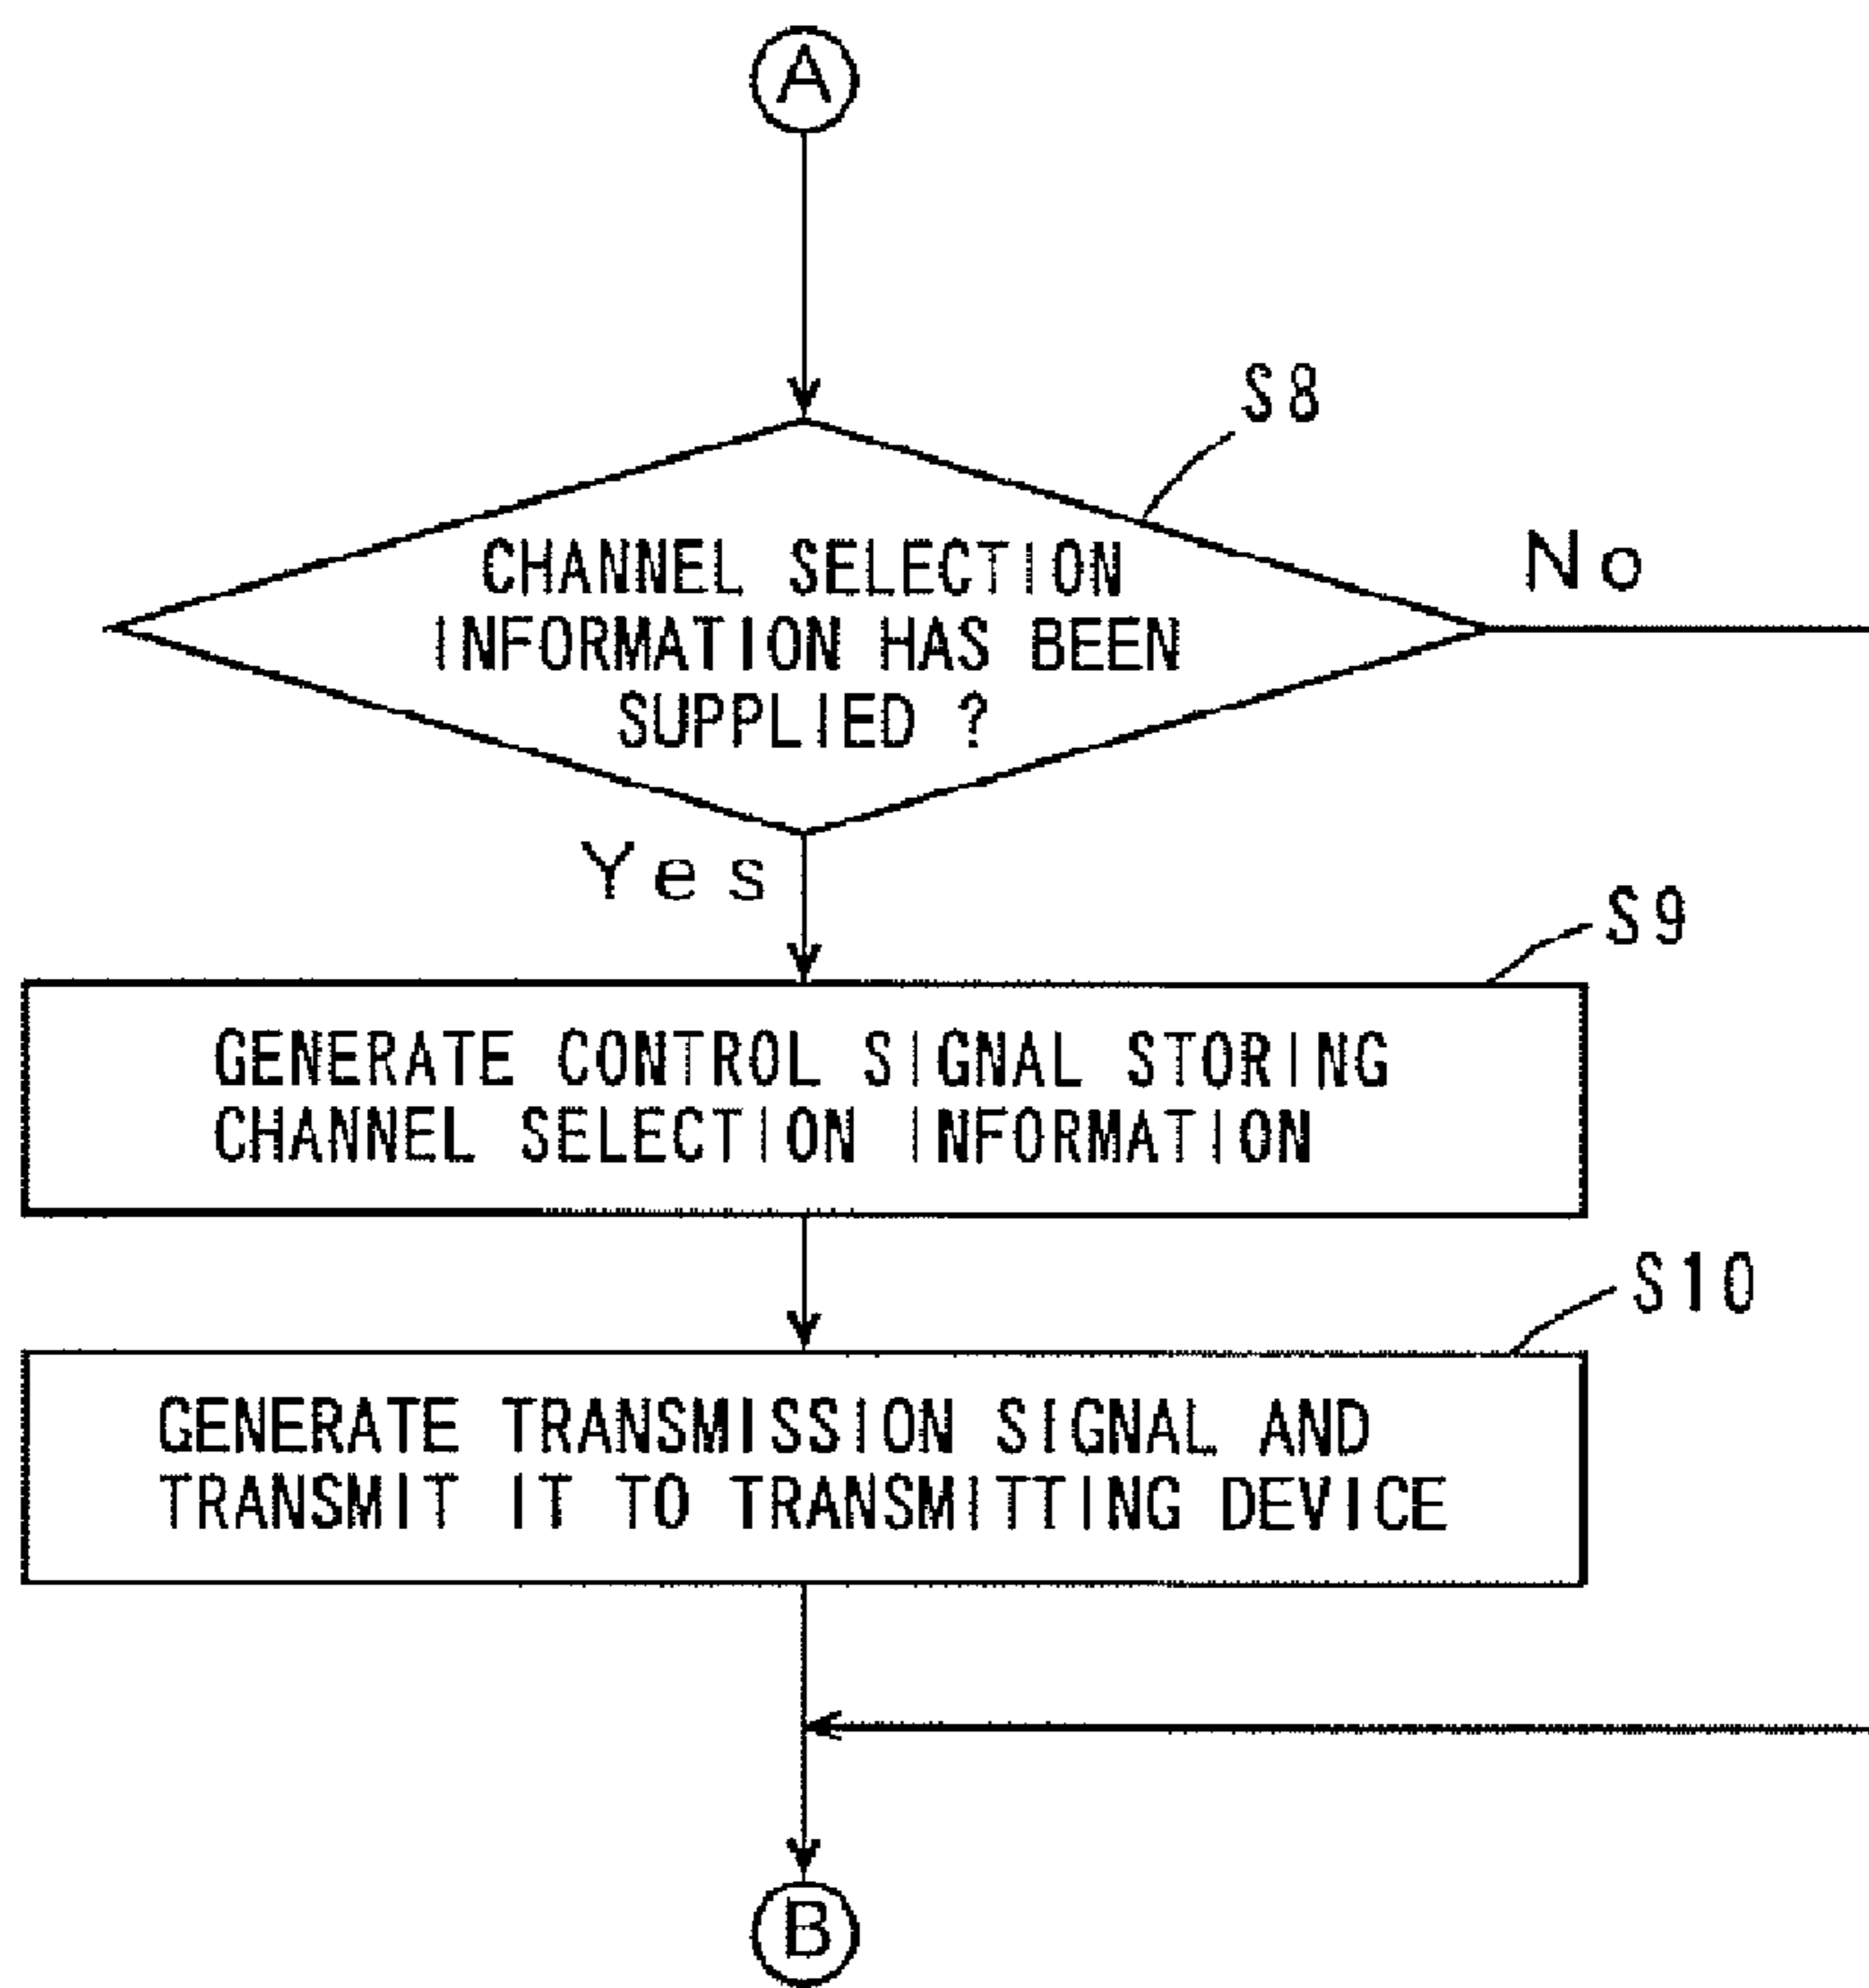 A
S8
CHANNEL SELECTION
INFORMATION HAS BEEN
SUPPLIED ?
No
Yes
S9
GENERATE CONTROL SIGNAL STORING
CHANNEL SELECTION INFORMATION
S10
GENERATE TRANSMISSION SIGNAL AND
TRANSMIT IT TO TRANSMITTING DEVICE
B